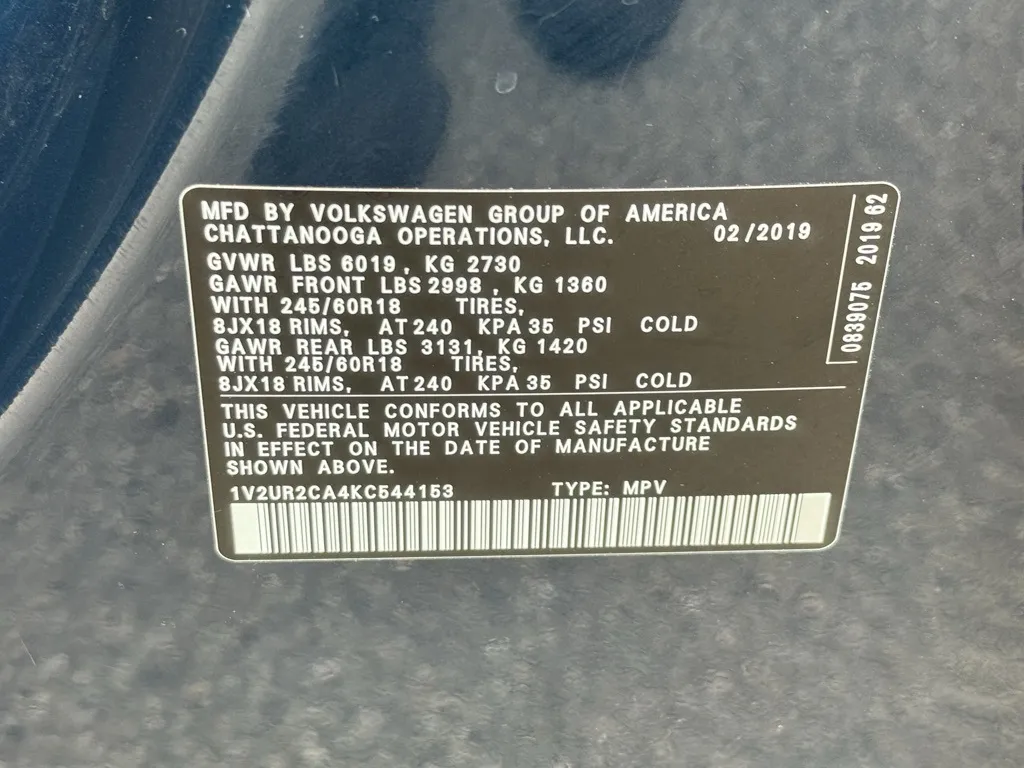 MFD BY VOLKSWAGEN GROUP OF AMERICA
CHATTANOOGA OPERATIONS, LLC. 02/2019
GVWR LBS 6019, KG 2730
GAWR FRONT LBS 2998, KG 1360
WITH 245/60R18 TIRES,
8JX18 RIMS, AT 240 KPA 35 PSI COLD
GAWR REAR LBS 3131, KG 1420
WITH 245/60R18 TIRES,
8JX18 RIMS, AT 240 KPA 35 PSI COLD
THIS VEHICLE CONFORMS TO ALL APPLICABLE
U.S. FEDERAL MOTOR VEHICLE SAFETY STANDARDS
IN EFFECT ON THE DATE OF MANUFACTURE
SHOWN ABOVE.
1V2UR2CA4KC544153 TYPE: MPV
0839075 2019 62